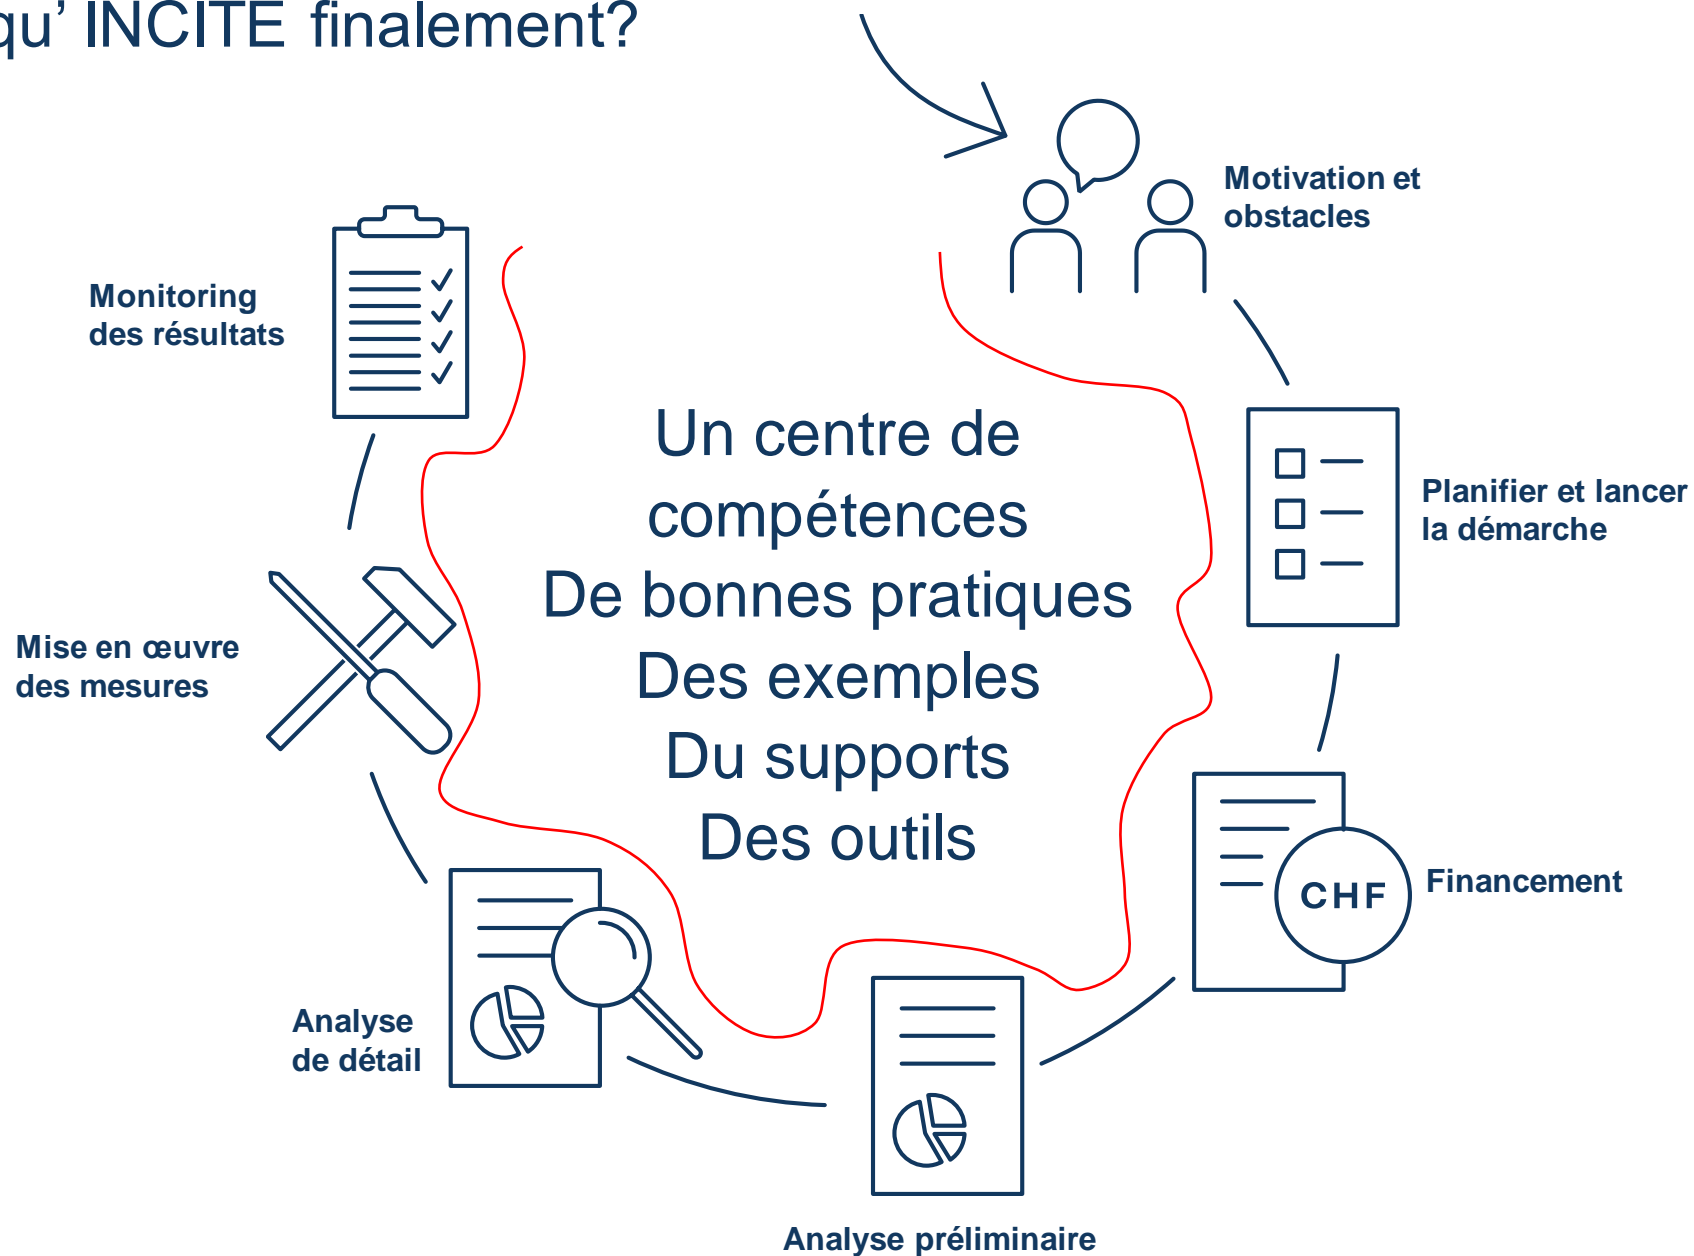 qu' INCITE finalement?
Motivation et
obstacles
Planifier et lancer
la démarche
CHF
Financement
Analyse préliminaire
Analyse
de détail
Mise en œuvre
des mesures
Monitoring
des résultats
Un centre de
compétences
De bonnes pratiques
Des exemples
Du supports
Des outils